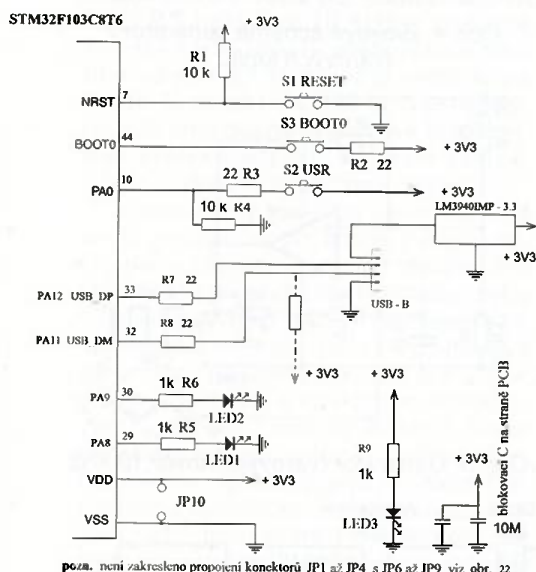 STM32F103C8T6
+ 3V3
R1
10 k
S1 RESET
NRST 7
S3 BOOT0
BOOT0 44
R2 22
+ 3V3
S2 USR
PA0 10
22 R3
+ 3V3
10 k R4
LM3940IMP - 3.3
+ 3V3
USB - B
PA12 USB_DP 33
R7 22
PA11 USB_DM 32
R8 22
+ 3V3
PA9 30
1k R6
LED2
PA8 29
1k R5
LED1
VDD
+ 3V3
JP10
VSS
+ 3V3
R9
1k
LED3
+ 3V3
10M
blokovací C na straně PCB
pozn. není zakresleno propojení konektorů JP1 až JP4 s JP6 až JP9 viz obr. 22